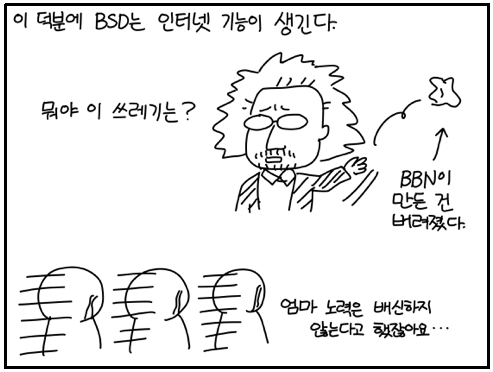 이 덕분에 BSD는 인터넷 기능이 생긴다.
뭐야 이 쓰레기는?
BBN이
만든 건
버려졌다.
엄마 노력은 배신하지
않는다고 했잖아요...